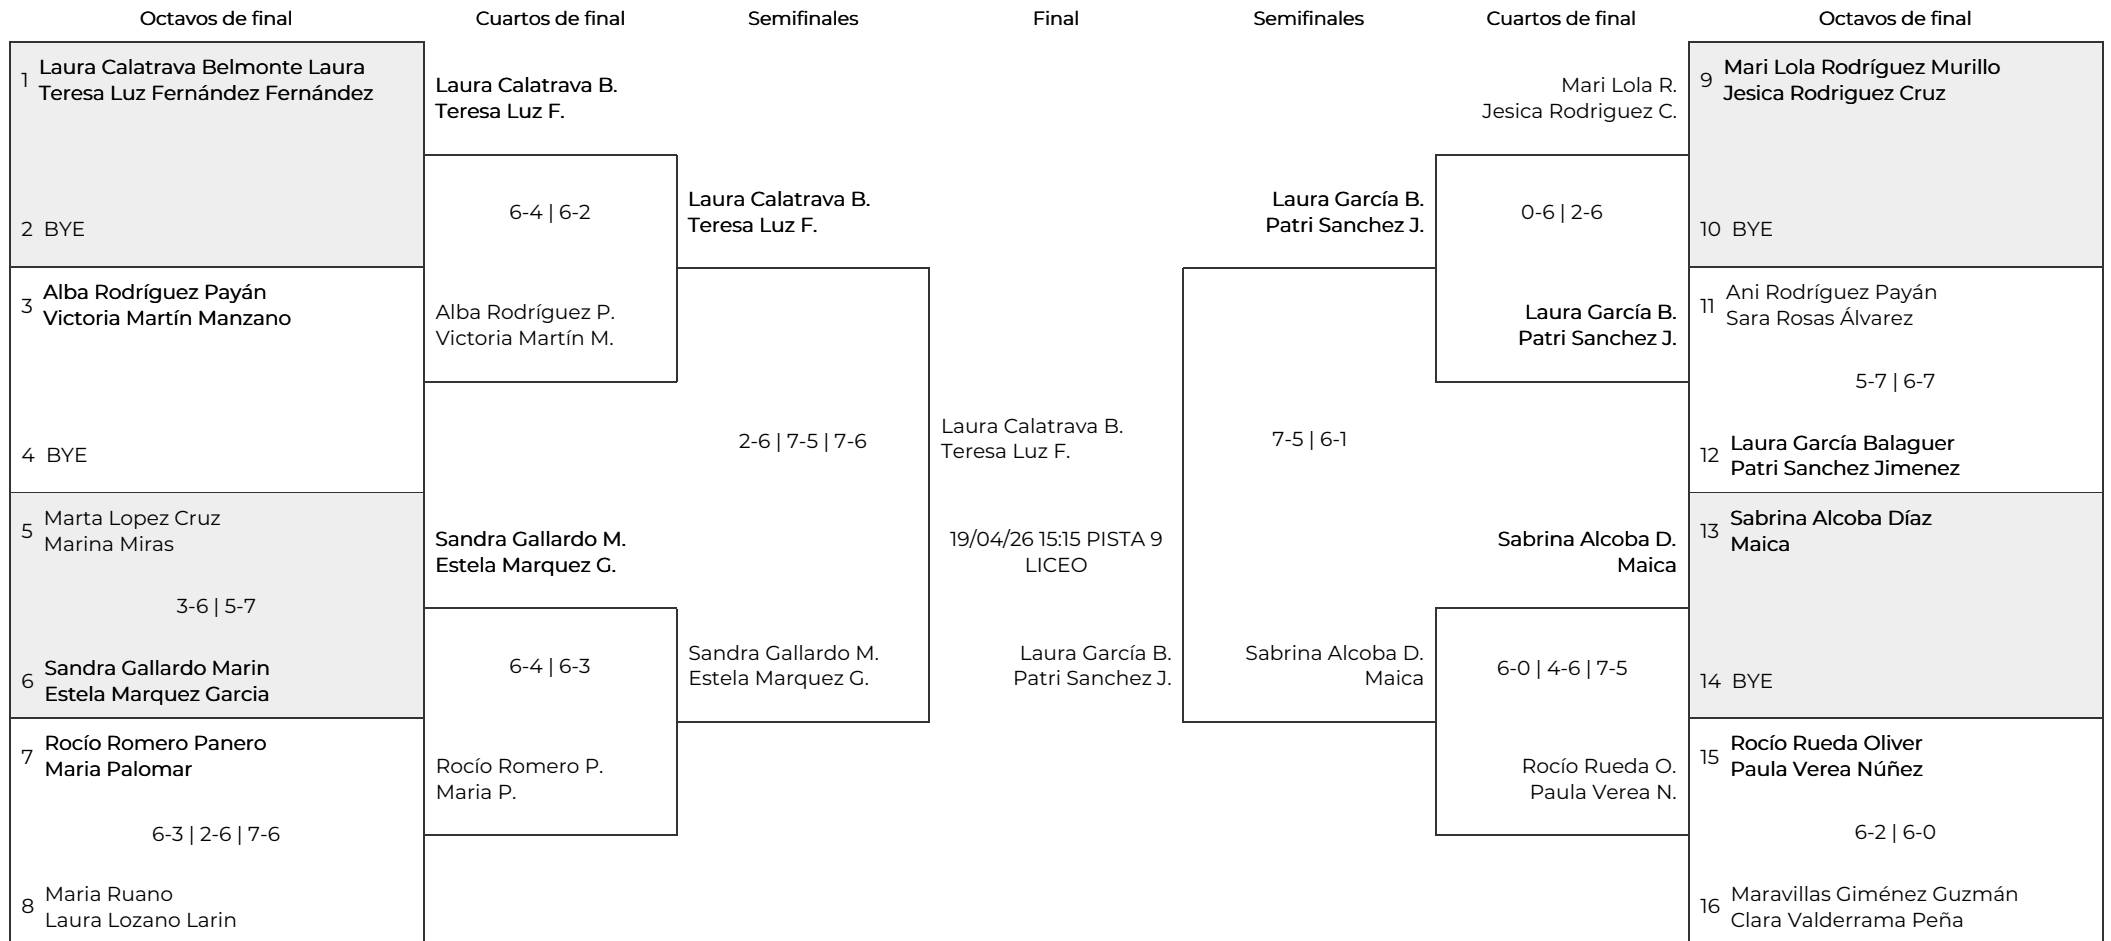 Octavos de final
Cuartos de final
Semifinales
Final
Semifinales
Cuartos de final
Octavos de final
1
Laura Calatrava Belmonte Laura
Teresa Luz Fernández Fernández
2 BYE
3
Alba Rodríguez Payán
Victoria Martín Manzano
4 BYE
5
Marta Lopez Cruz
Marina Miras
3-6 | 5-7
6
Sandra Gallardo Marin
Estela Marquez Garcia
7
Rocío Romero Panero
Maria Palomar
6-3 | 2-6 | 7-6
8
Maria Ruano
Laura Lozano Larin
Laura Calatrava B.
Teresa Luz F.
6-4 | 6-2
Alba Rodríguez P.
Victoria Martín M.
Sandra Gallardo M.
Estela Marquez G.
6-4 | 6-3
Rocío Romero P.
Maria P.
Laura Calatrava B.
Teresa Luz F.
2-6 | 7-5 | 7-6
Sandra Gallardo M.
Estela Marquez G.
Laura Calatrava B.
Teresa Luz F.
19/04/26 15:15 PISTA 9
LICEO
Laura García B.
Patri Sanchez J.
Laura García B.
Patri Sanchez J.
7-5 | 6-1
Sabrina Alcoba D.
Maica
Mari Lola R.
Jesica Rodriguez C.
0-6 | 2-6
Laura García B.
Patri Sanchez J.
Sabrina Alcoba D.
Maica
6-0 | 4-6 | 7-5
Rocío Rueda O.
Paula Verea N.
9
Mari Lola Rodríguez Murillo
Jesica Rodriguez Cruz
10 BYE
11
Ani Rodríguez Payán
Sara Rosas Álvarez
5-7 | 6-7
12
Laura García Balaguer
Patri Sanchez Jimenez
13
Sabrina Alcoba Díaz
Maica
14 BYE
15
Rocío Rueda Oliver
Paula Verea Núñez
6-2 | 6-0
16
Maravillas Giménez Guzmán
Clara Valderrama Peña